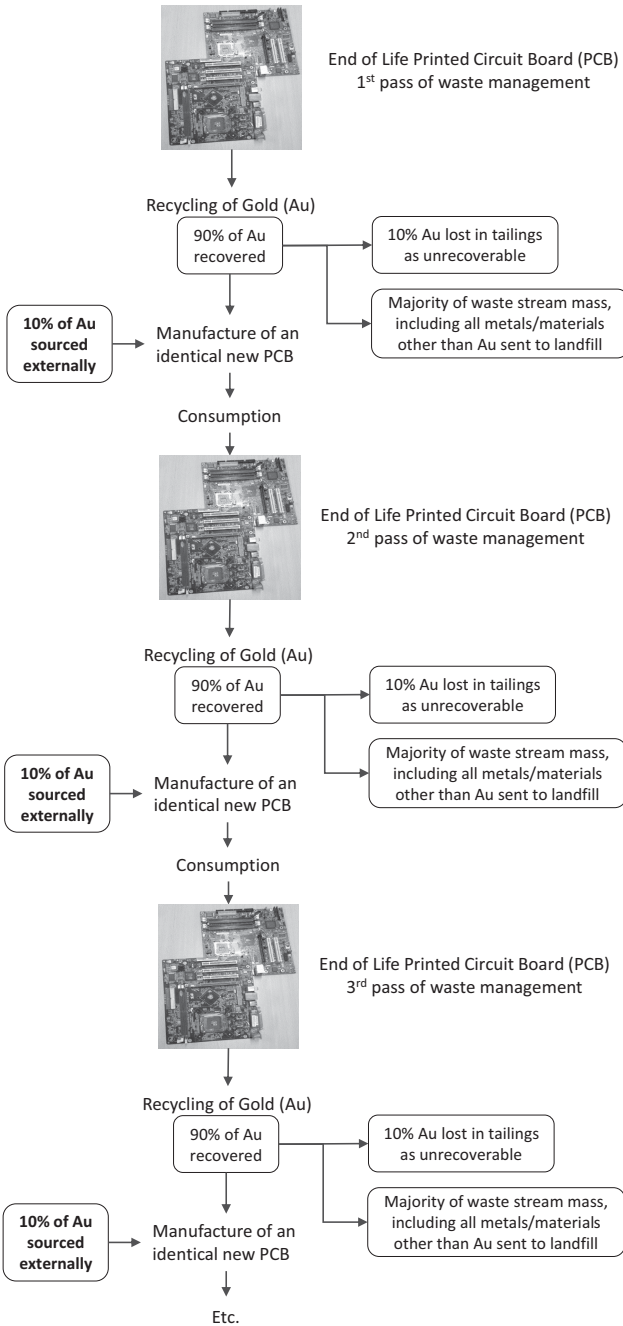 End of Life Printed Circuit Board (PCB)
1st pass of waste management
Recycling of Gold (Au)
90% of Au
recovered
10% Au lost in tailings
as unrecoverable
Majority of waste stream mass,
including all metals/materials
other than Au sent to landfill
10% of Au
sourced
externally
Manufacture of an
identical new PCB
Consumption
End of Life Printed Circuit Board (PCB)
2nd pass of waste management
Recycling of Gold (Au)
90% of Au
recovered
10% Au lost in tailings
as unrecoverable
Majority of waste stream mass,
including all metals/materials
other than Au sent to landfill
10% of Au
sourced
externally
Manufacture of an
identical new PCB
Consumption
End of Life Printed Circuit Board (PCB)
3rd pass of waste management
Recycling of Gold (Au)
90% of Au
recovered
10% Au lost in tailings
as unrecoverable
Majority of waste stream mass,
including all metals/materials
other than Au sent to landfill
10% of Au
sourced
externally
Manufacture of an
identical new PCB
Etc.